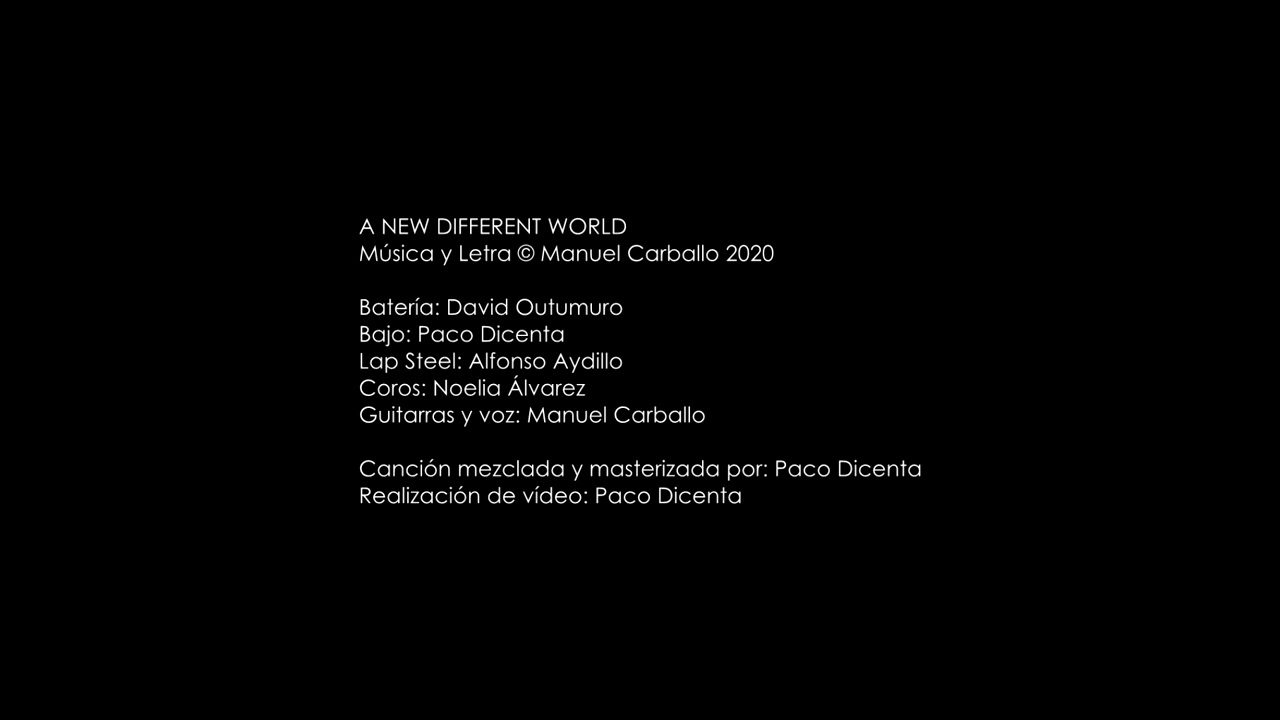 A NEW DIFFERENT WORLD
Música y Letra © Manuel Carballo 2020
Batería: David Outumuro
Bajo: Paco Dicenta
Lap Steel: Alfonso Aydillo
Coros: Noelia Álvarez
Guitarras y voz: Manuel Carballo
Canción mezclada y masterizada por: Paco Dicenta
Realización de vídeo: Paco Dicenta